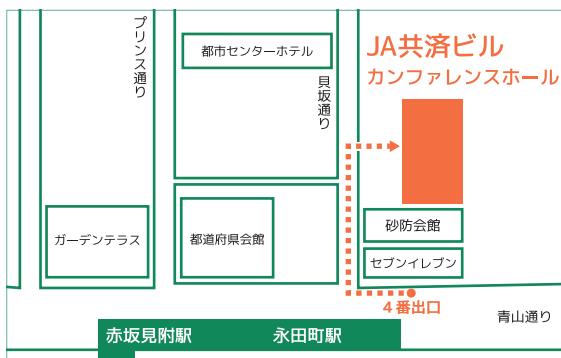 プリンス通り
都市センターホテル
貝坂通り
JA共済ビル
カンファレンスホール
ガーデンテラス
都道府県会館
砂防会館
セブンイレブン
4番出口
青山通り
赤坂見附駅
永田町駅